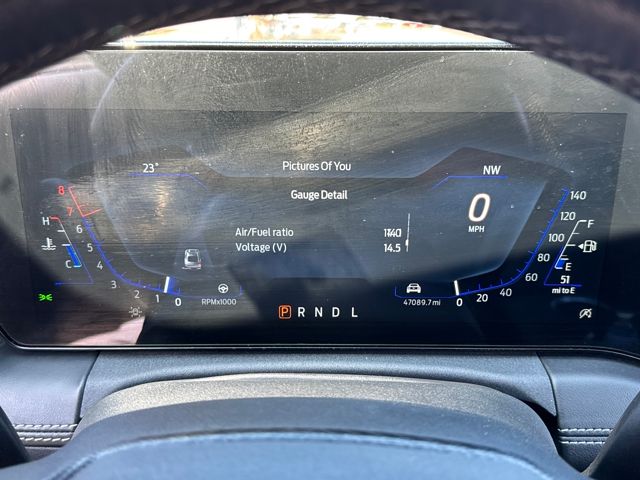 23°
Pictures Of You
NW
Gauge Detail
Air/Fuel ratio
Voltage (V) 14.5
0
MPH
8
7
6
5
4
3
2
1
0
H
C
RPMx1000
P R N D L
47089.7 mi
0
20
40
60
80
100
120
140
F
E
51
mi to E